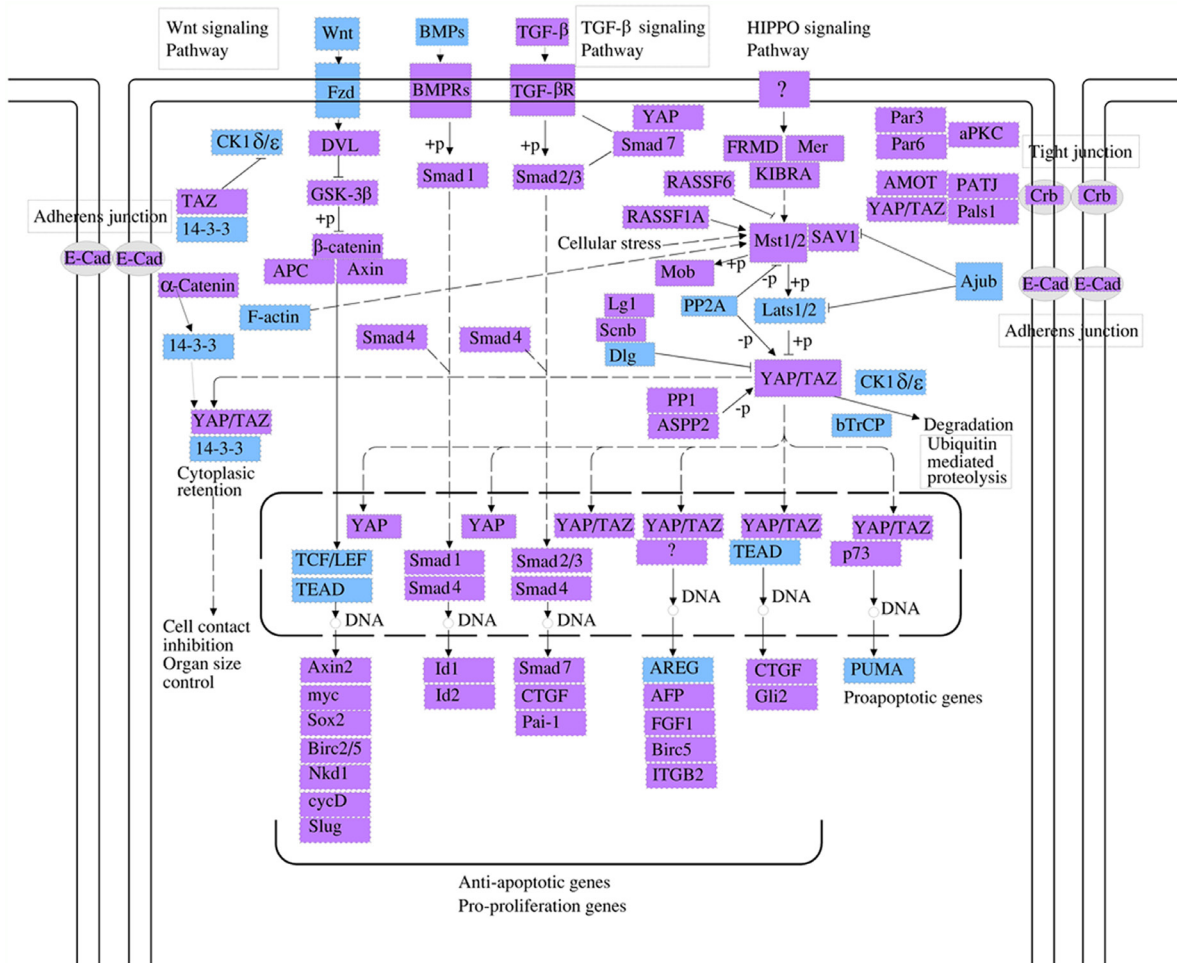 Wnt signaling
Pathway
Wnt
BMPs
TGF-β
TGF-β signaling
Pathway
HIPPO signaling
Pathway
Fzd
BMPRs
TGF-βR
?
CK1δ/ε
DVL
+p
+p
YAP
Smad 7
FRMD
Mer
KIBRA
Par3
Par6
aPKC
Tight junction
TAZ
14-3-3
GSK-3β
+p
Smad 1
Smad 2/3
RASSF6
AMOT
PATJ
YAP/TAZ
Pals1
Crb
Crb
Adherens junction
E-Cad
E-Cad
β-catenin
APC
Axin
RASSF1A
Cellular stress
Mst1/2
SAV1
Mob
+p
-p
+p
α-Catenin
F-actin
Lg1
Scnb
Dlg
PP2A
Lats1/2
Ajub
E-Cad
E-Cad
Adherens junction
14-3-3
Smad 4
Smad 4
-p
+p
YAP/TAZ
CK1δ/ε
YAP/TAZ
14-3-3
Cytoplasic
retention
PP1
ASPP2
-p
bTrCP
Degradation
Ubiquitin
mediated
proteolysis
YAP
YAP
YAP/TAZ
YAP/TAZ
YAP/TAZ
YAP/TAZ
TCF/LEF
TEAD
Smad 1
Smad 4
Smad 2/3
Smad 4
?
TEAD
p73
DNA
DNA
DNA
DNA
DNA
DNA
Cell contact
inhibition
Organ size
control
Axin2
myc
Sox2
Birc2/5
Nkd1
cycD
Slug
Id1
Id2
Smad 7
CTGF
Pai-1
AREG
AFP
FGF1
Birc5
ITGB2
CTGF
Gli2
PUMA
Proapoptotic genes
Anti-apoptotic genes
Pro-proliferation genes